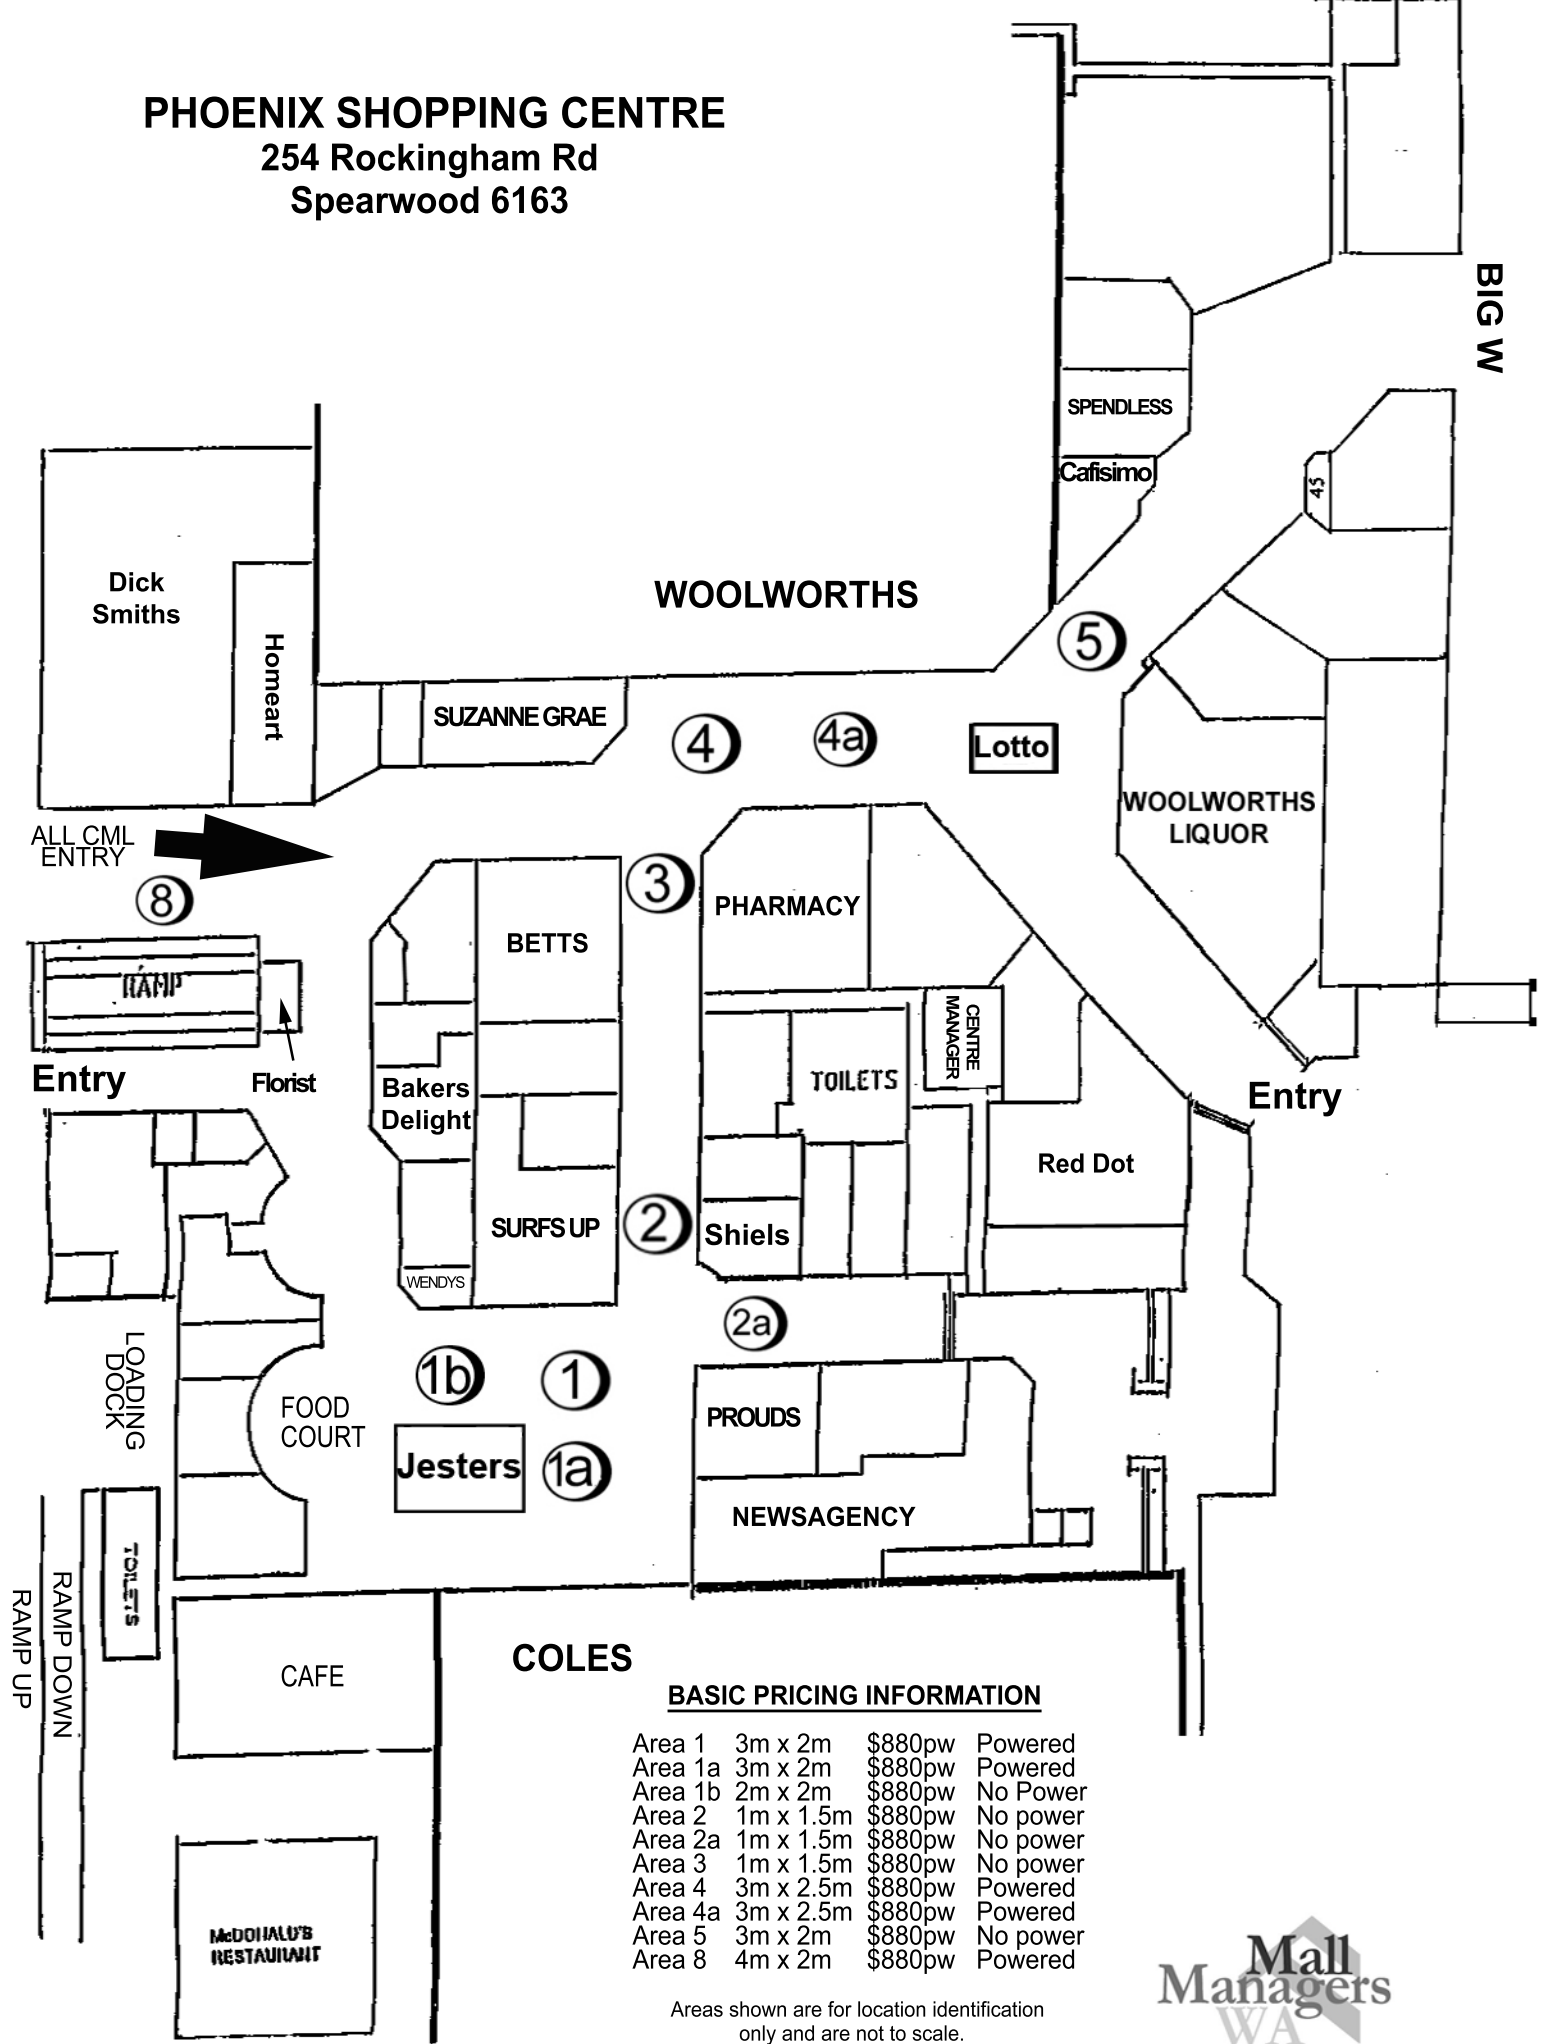 PHOENIX SHOPPING CENTRE
254 Rockingham Rd
Spearwood 6163
BIG W
SPENDLESS
Cafisimo
45
WOOLWORTHS
Dick
Smiths
Homeart
SUZANNE GRAE
5
4
4a
Lotto
WOOLWORTHS
LIQUOR
ALL CML
ENTRY
8
3
PHARMACY
BETTS
RAMP
CENTRE
MANAGER
Entry
Florist
Bakers
Delight
TOILETS
Entry
Red Dot
SURFS UP
2
Shiels
WENDYS
2a
LOADING
DOCK
FOOD
COURT
1b
1
PROUDS
Jesters
1a
NEWSAGENCY
TOILETS
RAMP DOWN
RAMP UP
CAFE
COLES
BASIC PRICING INFORMATION
Area 1 3m x 2m $880pw Powered
Area 1a 3m x 2m $880pw Powered
Area 1b 2m x 2m $880pw No Power
Area 2 1m x 1.5m $880pw No power
Area 2a 1m x 1.5m $880pw No power
Area 3 1m x 1.5m $880pw No power
Area 4 3m x 2.5m $880pw Powered
Area 4a 3m x 2.5m $880pw Powered
Area 5 3m x 2m $880pw No power
Area 8 4m x 2m $880pw Powered
McDONALD'S
RESTAURANT
Areas shown are for location identification
only and are not to scale.
Mall
Managers
WA